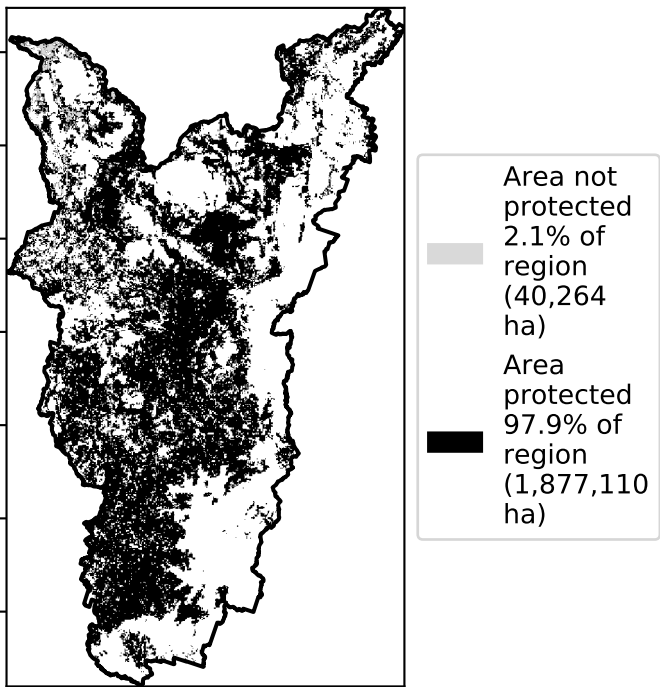 Area not
protected
2.1% of
region
(40,264
ha)
Area
protected
97.9% of
region
(1,877,110
ha)